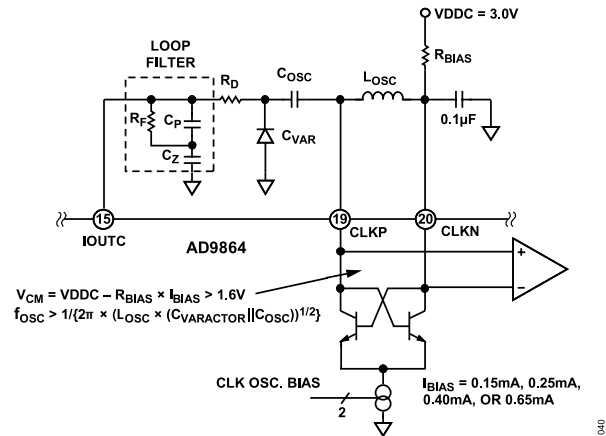 VDDC = 3.0V
LOOP
FILTER
RD
COSC
LOSC
RBIAS
RF
CP
CZ
CVAR
0.1µF
15
IOUTC
19
CLKP
20
CLKN
AD9864
+
–
VCM = VDDC – RBIAS × IBIAS > 1.6V
fOSC > 1/{2π × (LOSC × (CVARACTOR||COSC))1/2}
CLK OSC. BIAS
2
IBIAS = 0.15mA, 0.25mA,
0.40mA, OR 0.65mA
040